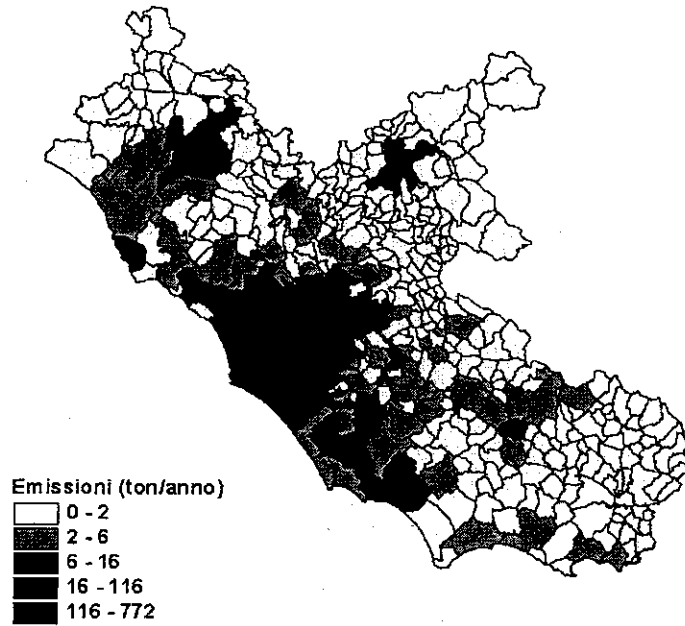 Emissioni (ton/anno)
0 - 2
2 - 6
6 - 16
16 - 116
116 - 772